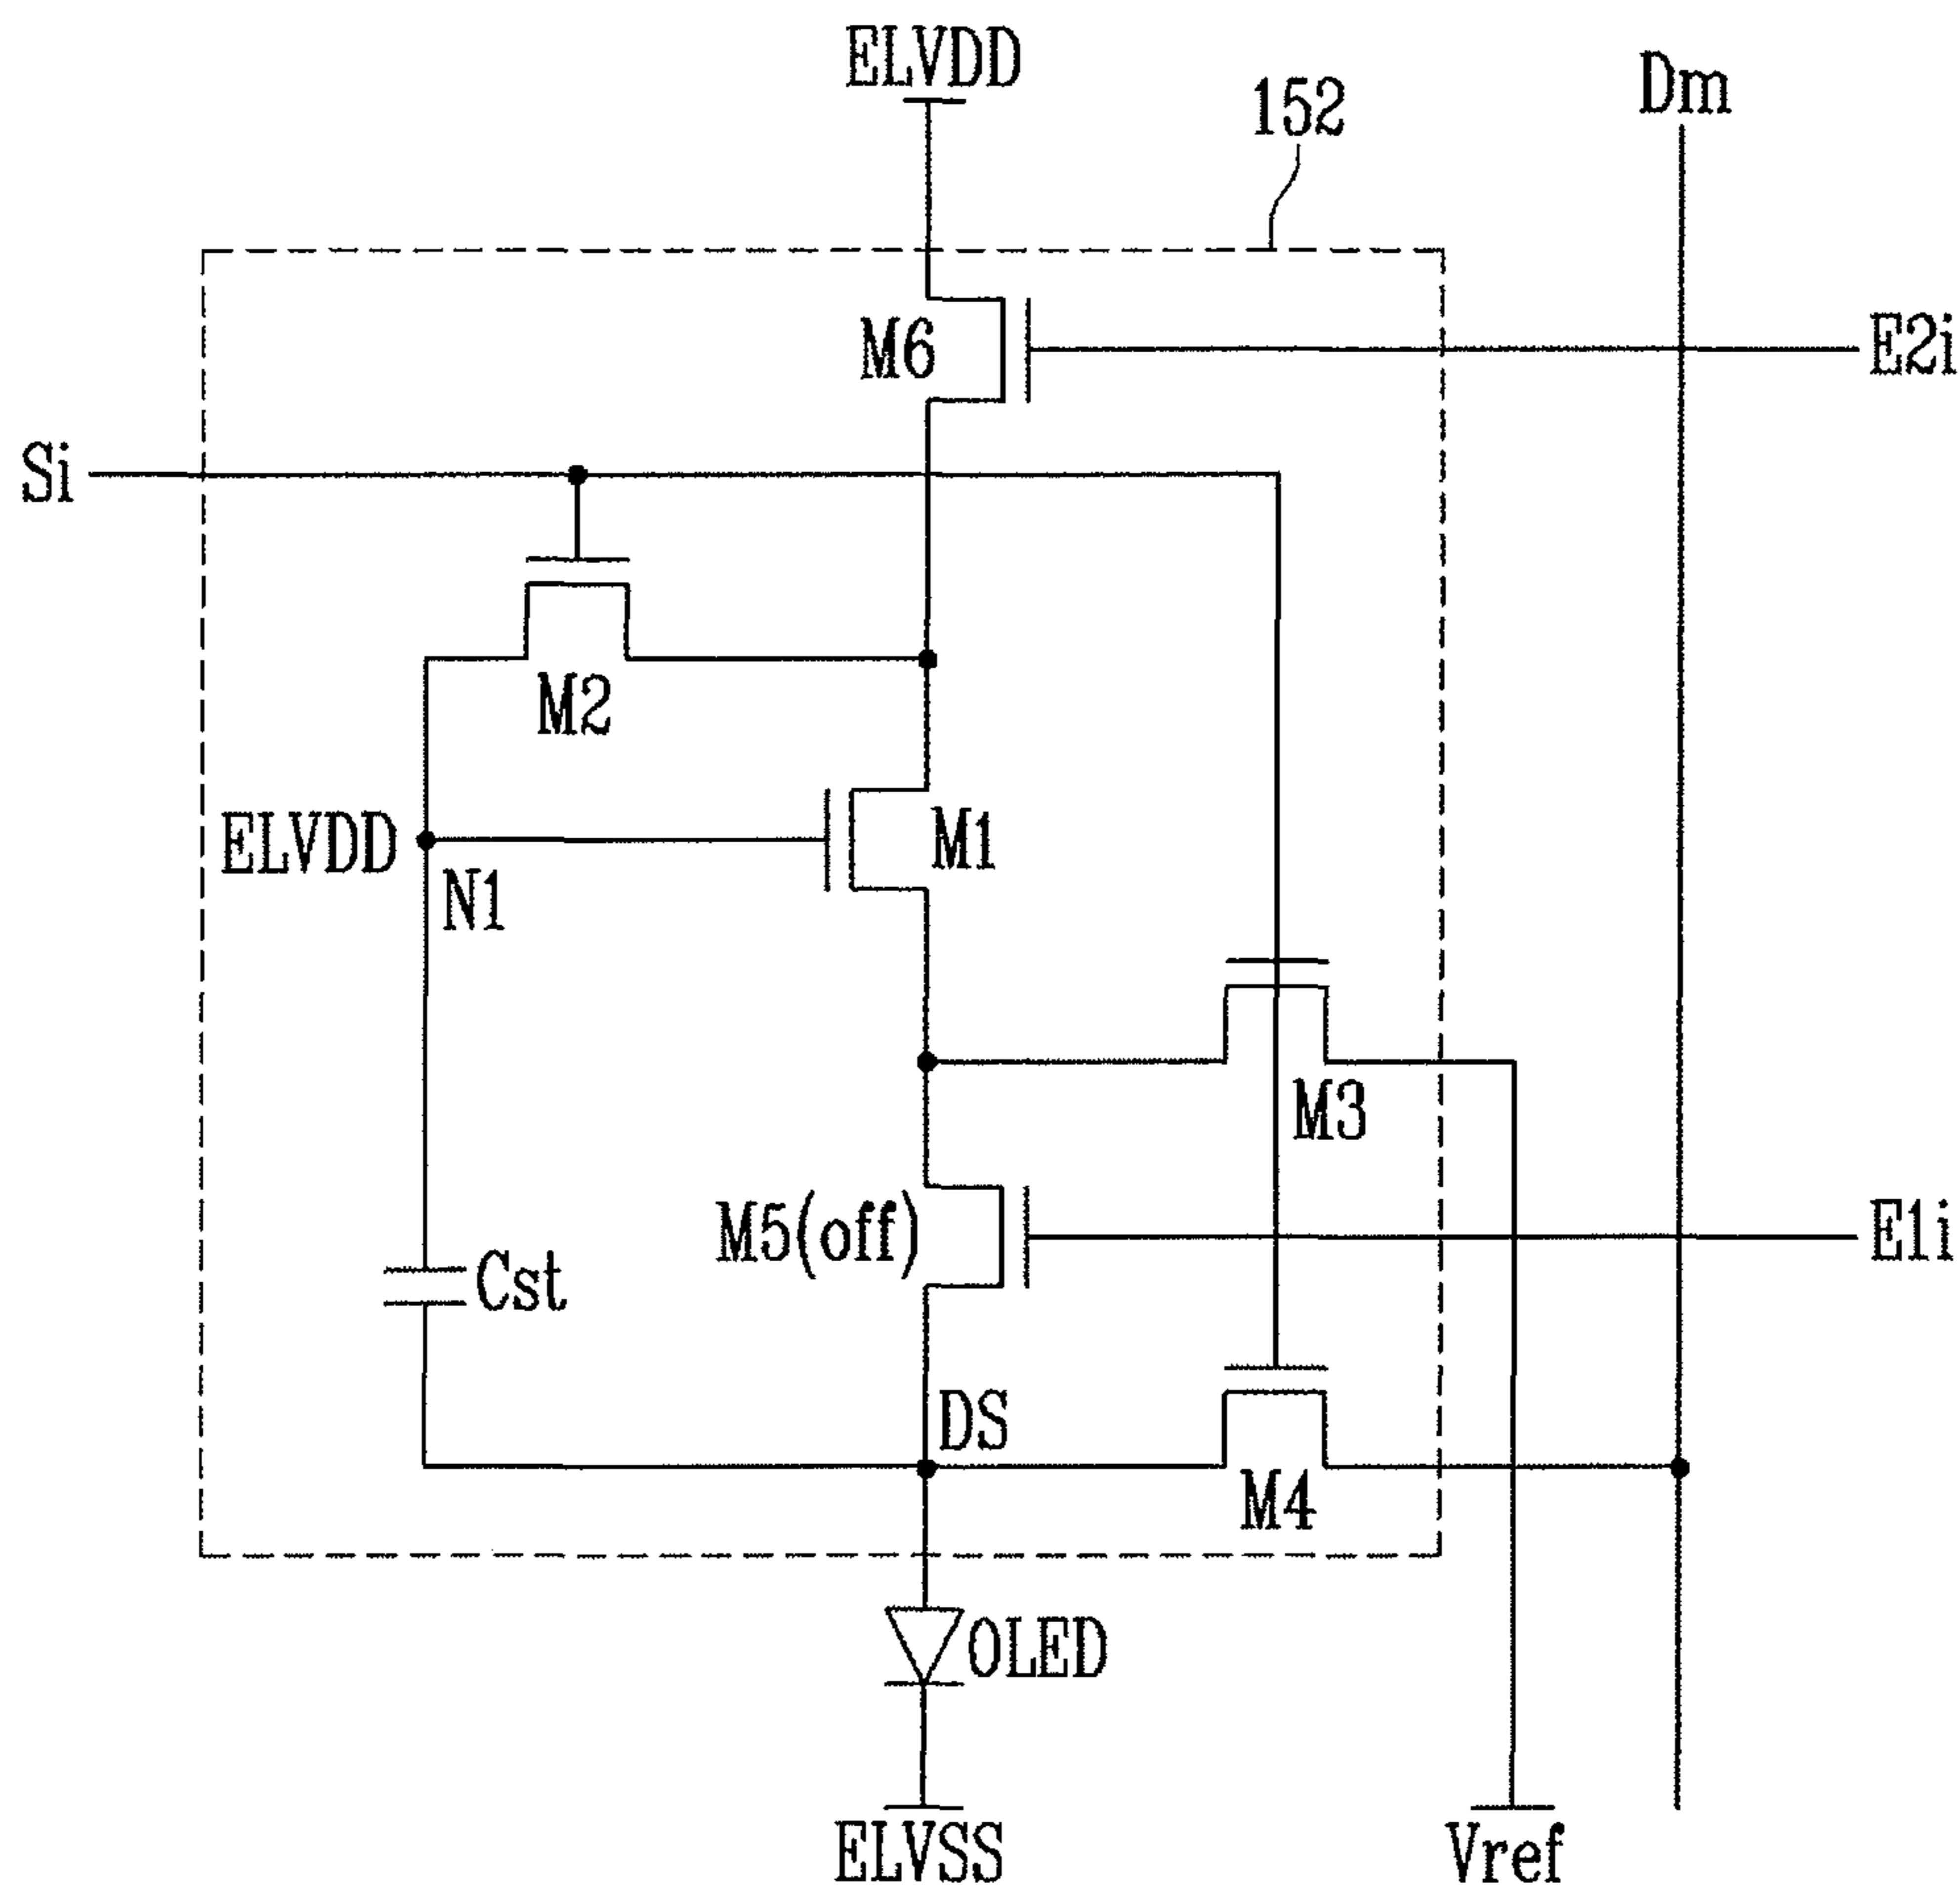 ELVDD
Dm
152
M6
E2i
Si
M2
ELVDD
M1
N1
M3
M5(off)
E1i
Cst
DS
M4
OLED
ELVSS
Vref